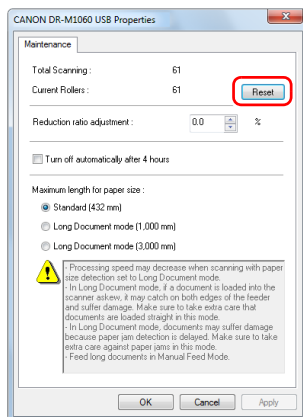 CANON DR-M1060 USB Properties
Maintenance
Total Scanning : 61
Current Rollers : 61 Reset
Reduction ratio adjustment : 0.0 %
Turn off automatically after 4 hours
Maximum length for paper size :
Standard (432 mm)
Long Document mode (1,000 mm)
Long Document mode (3,000 mm)
- Processing speed may decrease when scanning with paper
size detection set to Long Document mode.
- In Long Document mode, if a document is loaded into the
scanner askew, it may catch on both edges of the feeder
and suffer damage. Make sure to take extra care that
documents are loaded straight in this mode.
- In Long Document mode, documents may suffer damage
because paper jam detection is delayed. Make sure to take
extra care against paper jams in this mode.
- Feed long documents in Manual Feed Mode.
OK Cancel Apply